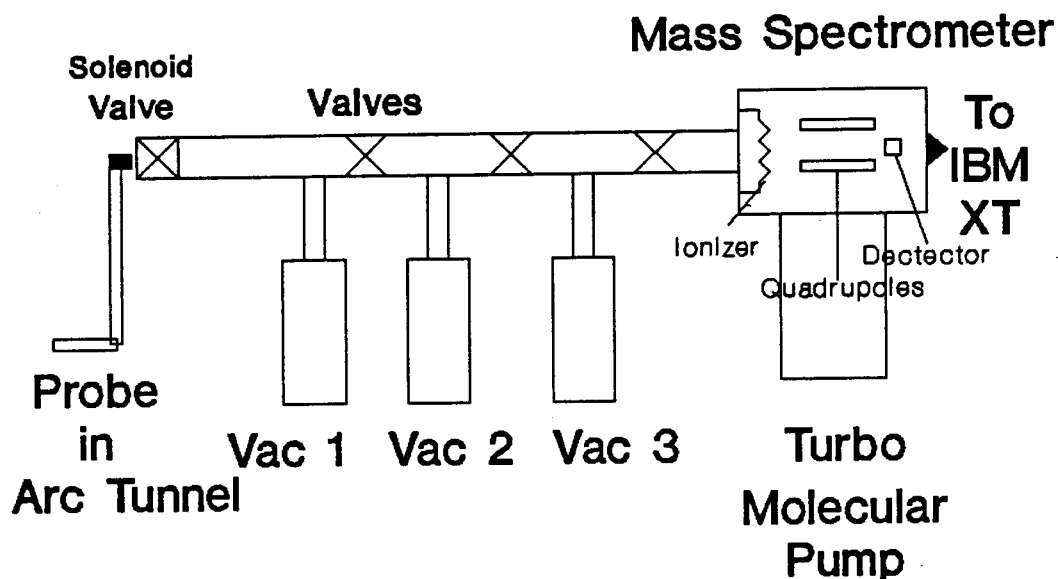 Mass Spectrometer
Solenoid
Valve
Valves
To
IBM
XT
Ionizer
Dectector
Quadrupoles
Probe
in
Arc Tunnel
Vac 1
Vac 2
Vac 3
Turbo
Molecular
Pump